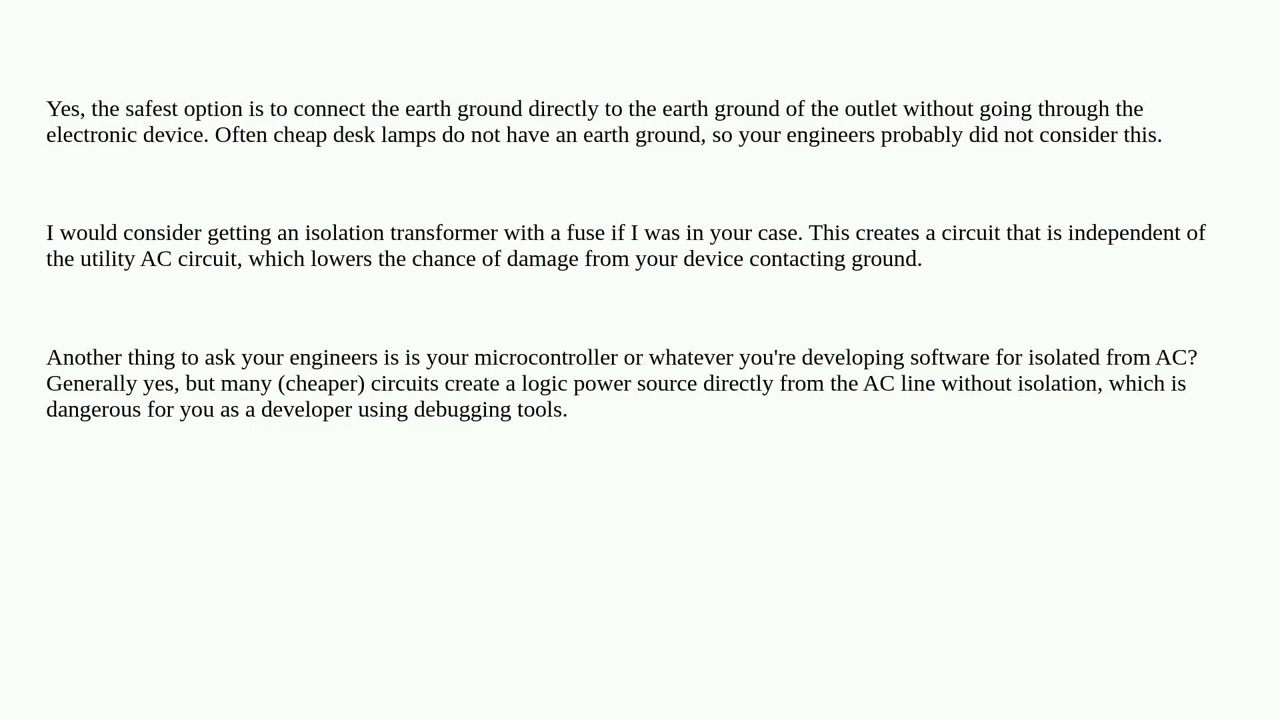 Yes, the safest option is to connect the earth ground directly to the earth ground of the outlet without going through the
electronic device. Often cheap desk lamps do not have an earth ground, so your engineers probably did not consider this.
I would consider getting an isolation transformer with a fuse if I was in your case. This creates a circuit that is independent of
the utility AC circuit, which lowers the chance of damage from your device contacting ground.
Another thing to ask your engineers is is your microcontroller or whatever you're developing software for isolated from AC?
Generally yes, but many (cheaper) circuits create a logic power source directly from the AC line without isolation, which is
dangerous for you as a developer using debugging tools.